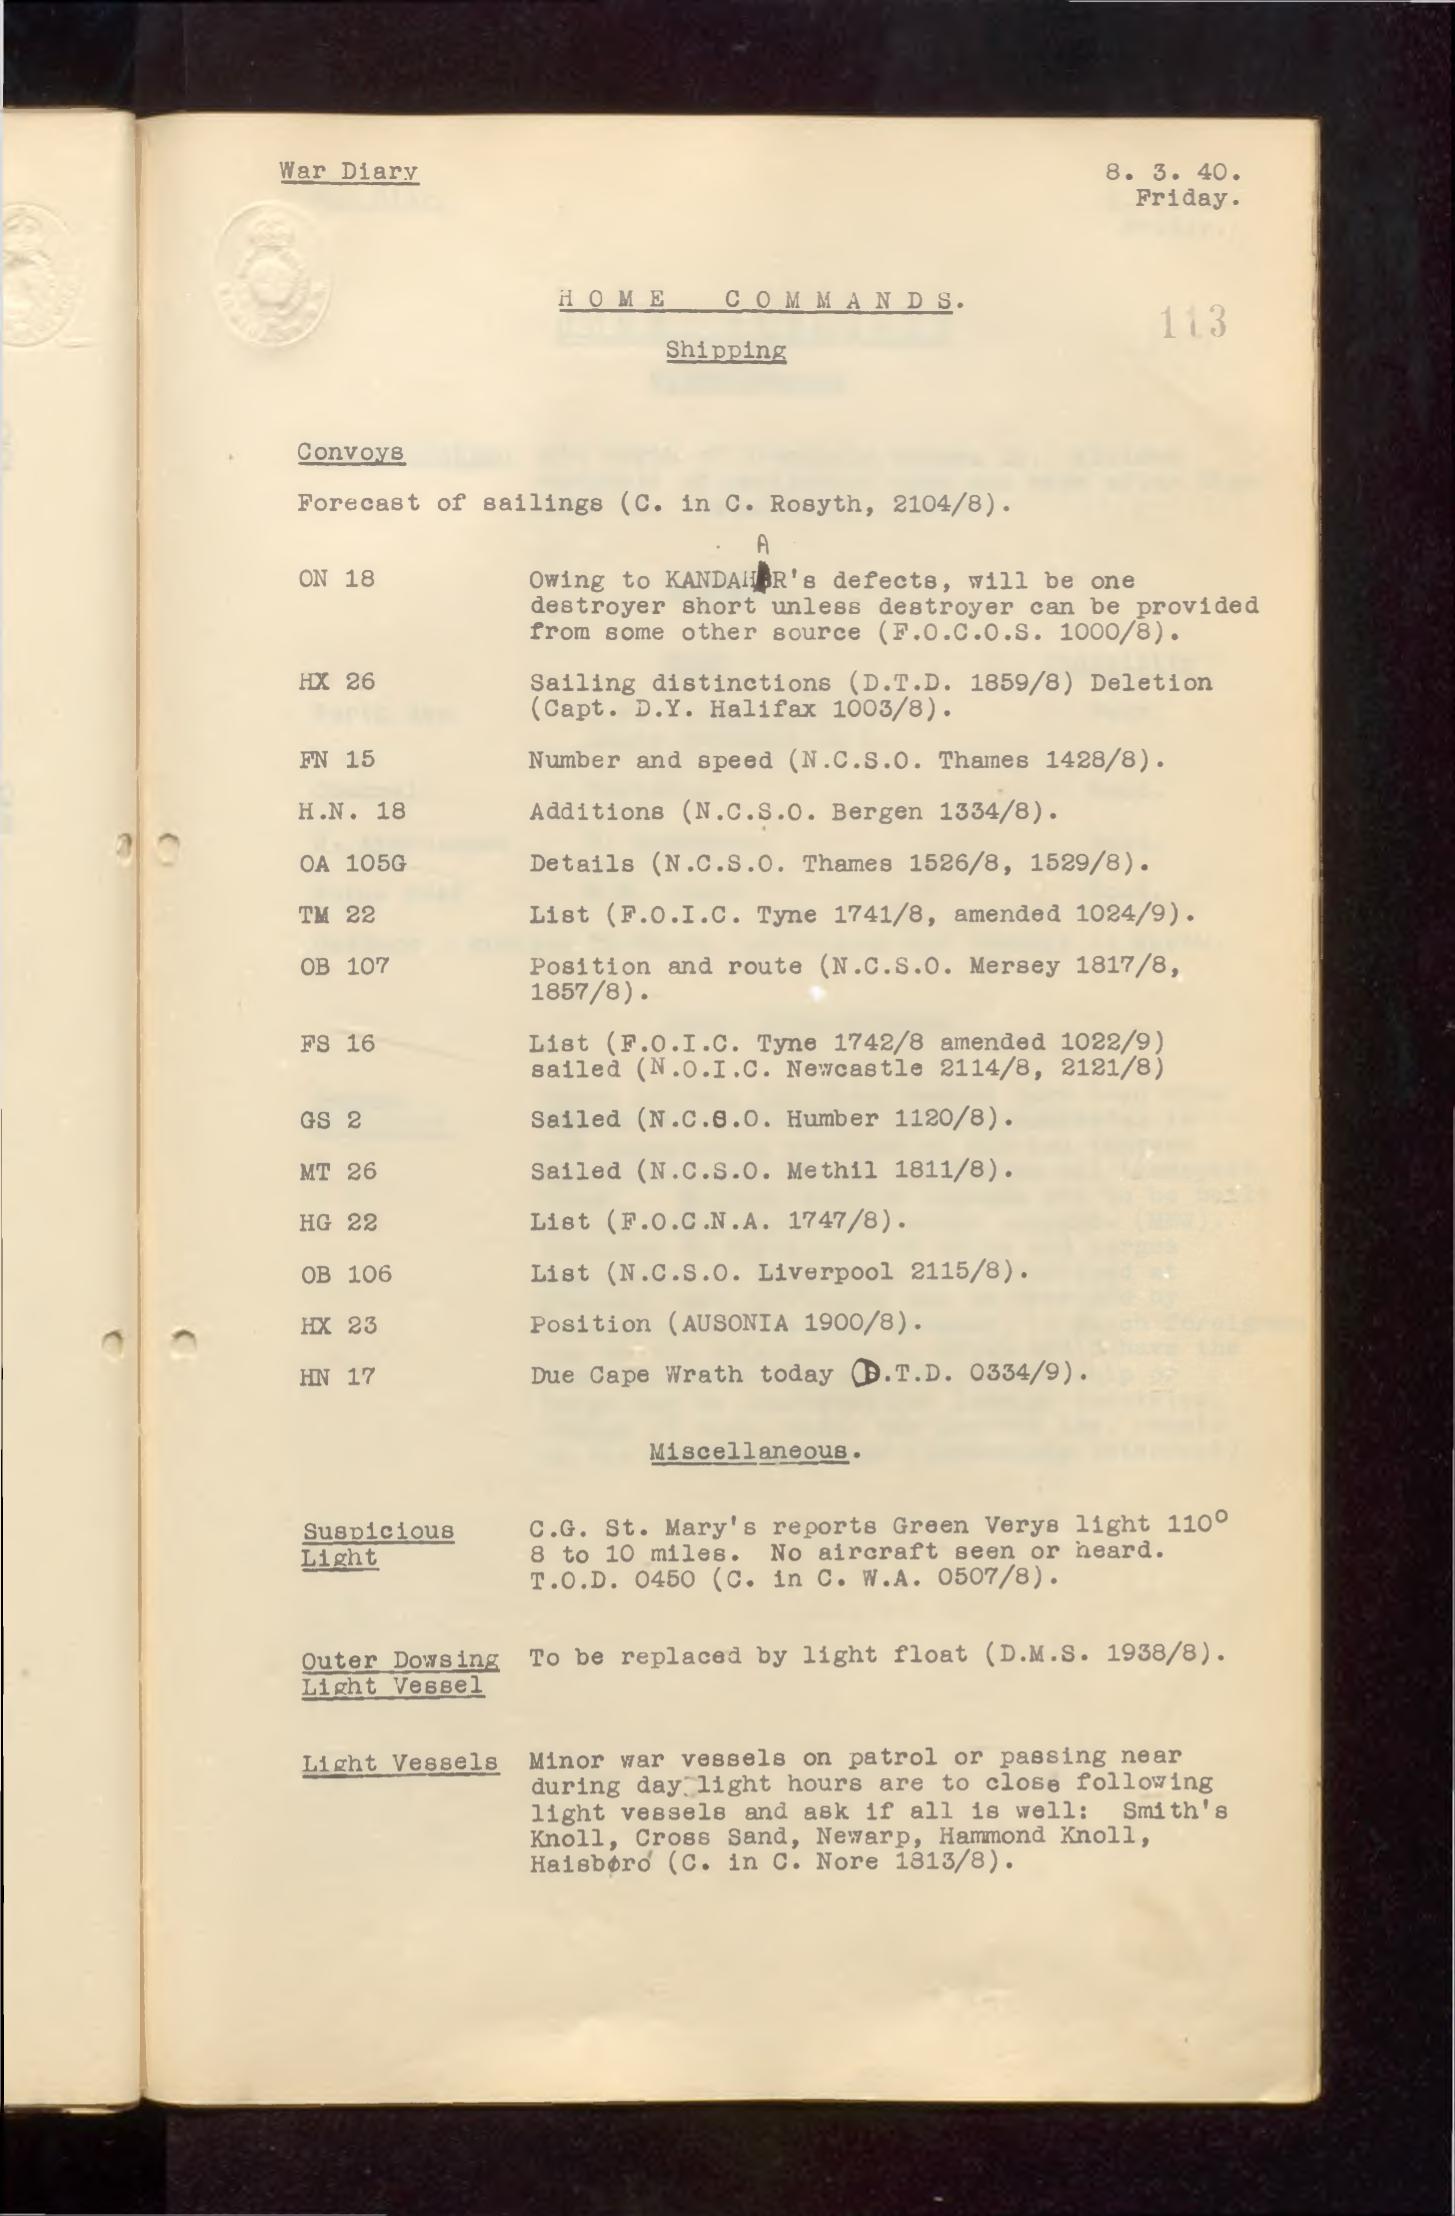 War Diary
8. 3. 40.
Friday.
HOME COMMANDS.
113
Shipping
Convoys
Forecast of sailings (C. in C. Rosyth, 2104/8).
A
ON 18 Owing to KANDAHAR's defects, will be one
destroyer short unless destroyer can be provided
from some other source (F.O.C.O.S. 1000/8).
HX 26 Sailing distinctions (D.T.D. 1859/8) Deletion
(Capt. D.Y. Halifax 1003/8).
FN 15 Number and speed (N.C.S.O. Thames 1428/8).
H.N. 18 Additions (N.C.S.O. Bergen 1334/8).
OA 105G Details (N.C.S.O. Thames 1526/8, 1529/8).
TM 22 List (F.O.I.C. Tyne 1741/8, amended 1024/9).
OB 107 Position and route (N.C.S.O. Mersey 1817/8,
1857/8).
FS 16 List (F.O.I.C. Tyne 1742/8 amended 1022/9)
sailed (N.O.I.C. Newcastle 2114/8, 2121/8)
GS 2 Sailed (N.C.S.O. Humber 1120/8).
MT 26 Sailed (N.C.S.O. Methil 1811/8).
HG 22 List (F.O.C.N.A. 1747/8).
OB 106 List (N.C.S.O. Liverpool 2115/8).
HX 23 Position (AUSONIA 1900/8).
HN 17 Due Cape Wrath today (D.T.D. 0334/9).
Miscellaneous.
Suspicious C.G. St. Mary's reports Green Verys light 110°
Light 8 to 10 miles. No aircraft seen or heard.
T.O.D. 0450 (C. in C. W.A. 0507/8).
Outer Dowsing To be replaced by light float (D.M.S. 1938/8).
Light Vessel
Light Vessels Minor war vessels on patrol or passing near
during day light hours are to close following
light vessels and ask if all is well: Smith's
Knoll, Cross Sand, Newarp, Hammond Knoll,
Haisboro' (C. in C. Nore 1813/8).